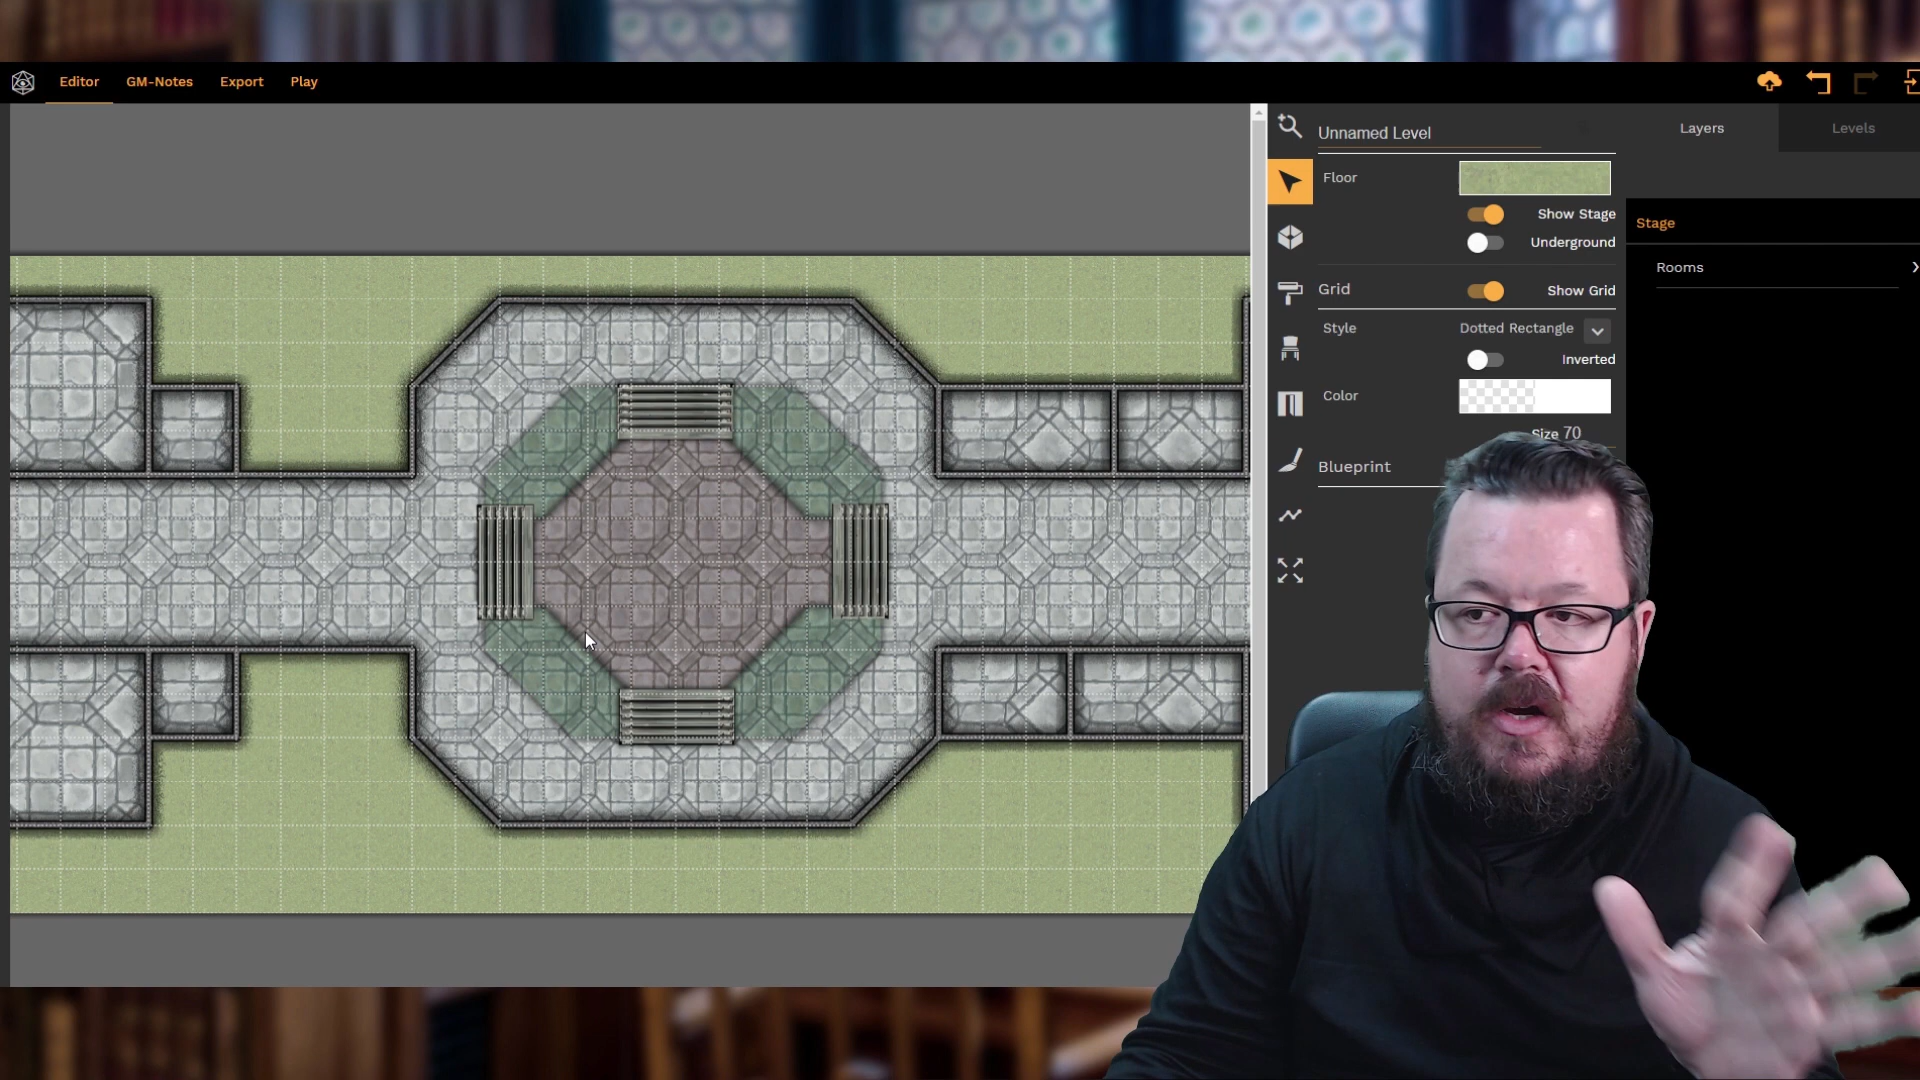 Editor GM-Notes Export Play
Unnamed Level
Layers
Levels
Floor
Show Stage
Underground
Stage
Rooms
Grid
Show Grid
Style
Dotted Rectangle
Inverted
Color
Size 70
Blueprint